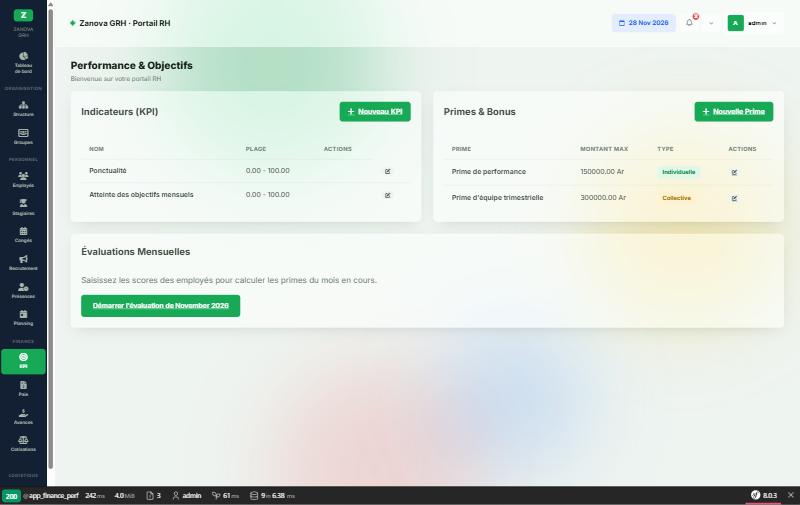 Z
ZANOVA
GRH
Tableau
de bord
ORGANISATION
Structure
Groupes
PERSONNEL
Employés
Stagiaires
Congés
Recrutement
Présences
Planning
FINANCE
KPI
Paie
Avances
Cotisations
LOGISTIQUE
Zanova GRH · Portail RH
28 Nov 2026
A
admin
Performance & Objectifs
Bienvenue sur votre portail RH
Indicateurs (KPI)
Nouveau KPI
NOM PLAGE ACTIONS
Ponctualité 0.00 - 100.00
Atteinte des objectifs mensuels 0.00 - 100.00
Primes & Bonus
Nouvelle Prime
PRIME MONTANT MAX TYPE ACTIONS
Prime de performance 150000.00 Ar Individuelle
Prime d'équipe trimestrielle 300000.00 Ar Collective
Évaluations Mensuelles
Saisissez les scores des employés pour calculer les primes du mois en cours.
Démarrer l'évaluation de Novembre 2026
200 @app_finance_perf 242 ms 4.0 MiB 3 admin 61 ms 9 in 6.38 ms 8.0.3